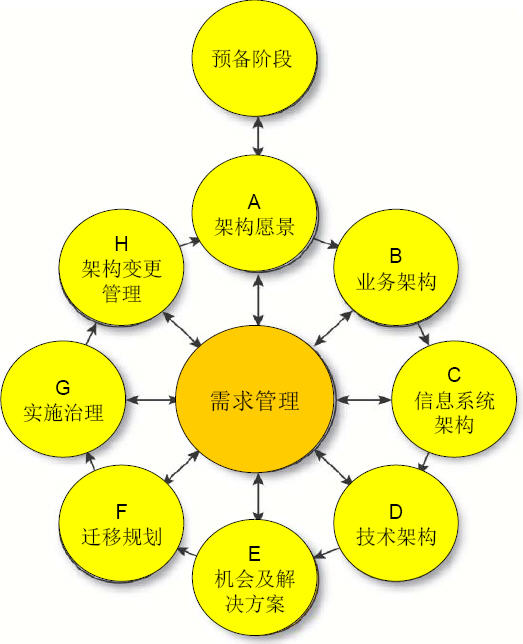 预备阶段
A
架构愿景
H
架构变更
管理
B
业务架构
G
实施治理
需求管理
C
信息系统
架构
F
迁移规划
D
技术架构
E
机会及解
决方案